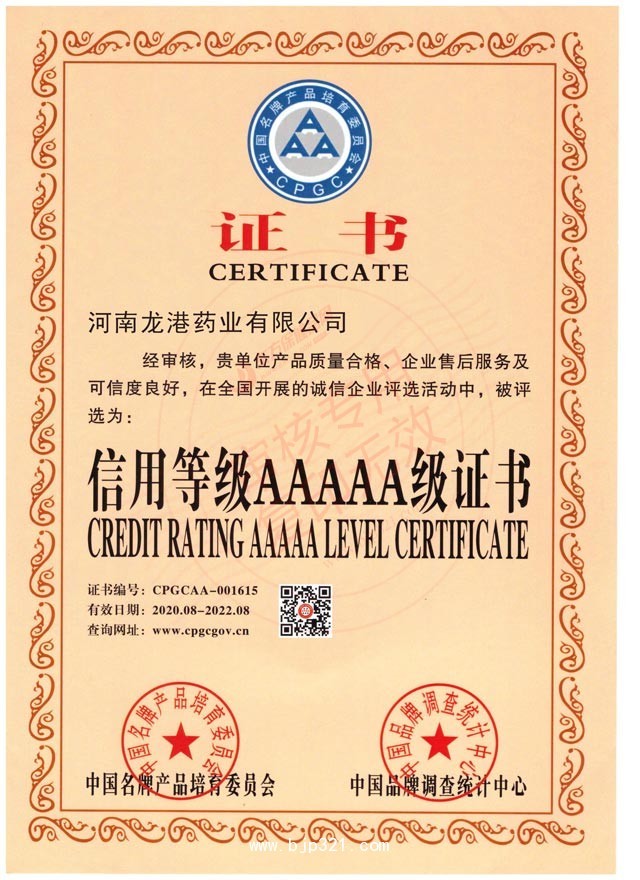 中国名牌产品培育委员会
AAA
CPGC
证 书
CERTIFICATE
河南龙港药业有限公司
经审核，贵单位产品质量合格、企业售后服务及
可信度良好，在全国开展的诚信企业评选活动中，被评
选为：
信用等级AAAAA级证书
CREDIT RATING AAAAA LEVEL CERTIFICATE
证书编号：CPGCAA-001615
有效日期：2020.08-2022.08
查询网址：www.cpgcgov.cn
中国名牌产品培育委员会
中国品牌调查统计中心
中国名牌产品培育委员会
中国品牌调查统计中心
www.bjp321.com